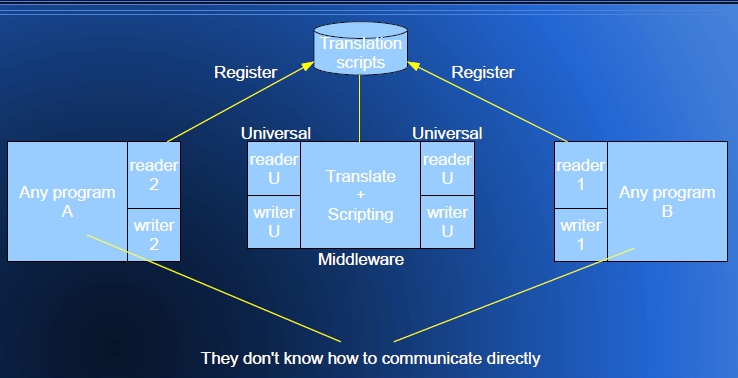 Translation
scripts
Register
Register
Universal
Universal
Any program
A
reader
2
writer
2
reader
U
writer
U
Translate
+
Scripting
reader
U
writer
U
reader
1
writer
1
Any program
B
Middleware
They don't know how to communicate directly